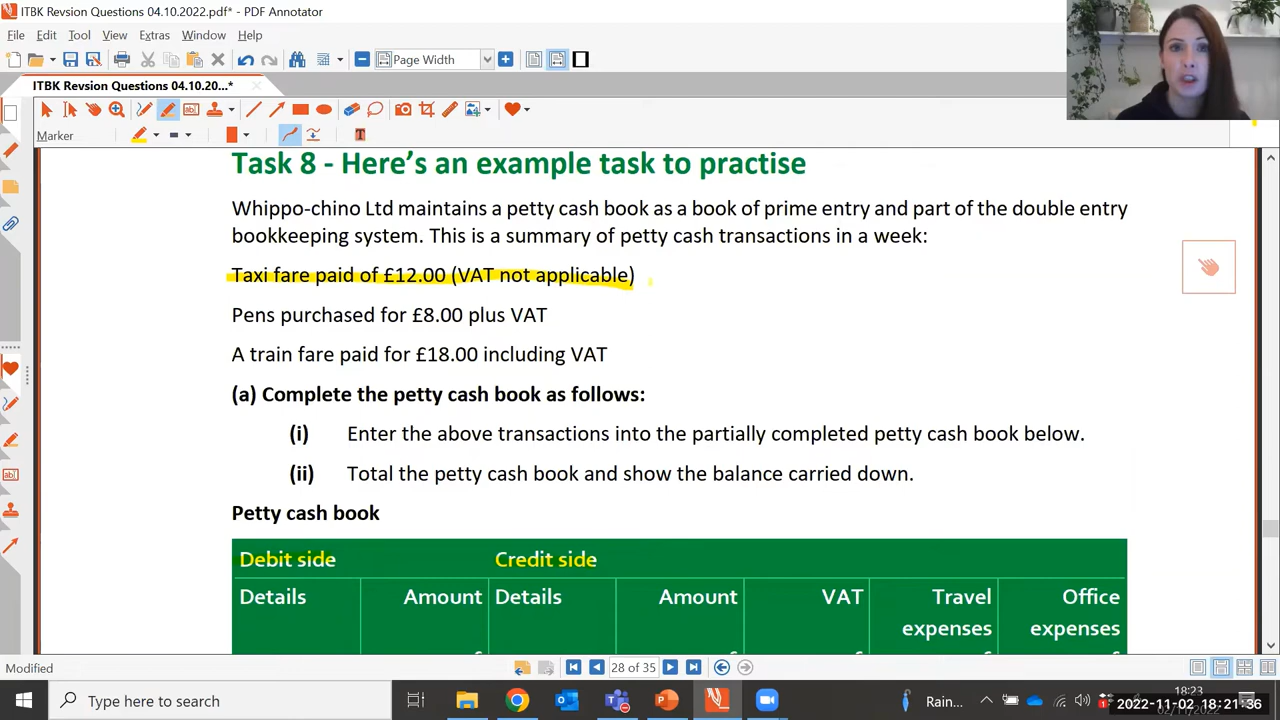 ITBK Revsion Questions 04.10.2022.pdf* - PDF Annotator
File Edit Tool View Extras Window Help
Page Width
ITBK Revsion Questions 04.10.20...*
Marker
Task 8 - Here's an example task to practise
Whippo-chino Ltd maintains a petty cash book as a book of prime entry and part of the double entry
bookkeeping system. This is a summary of petty cash transactions in a week:
Taxi fare paid of £12.00 (VAT not applicable)
Pens purchased for £8.00 plus VAT
A train fare paid for £18.00 including VAT
(a) Complete the petty cash book as follows:
(i) Enter the above transactions into the partially completed petty cash book below.
(ii) Total the petty cash book and show the balance carried down.
Petty cash book
Debit side Credit side
Details Amount Details Amount VAT Travel Office
expenses expenses
Modified
28 of 35
Type here to search
Rain...
18:23
2022-11-02 18:21:36